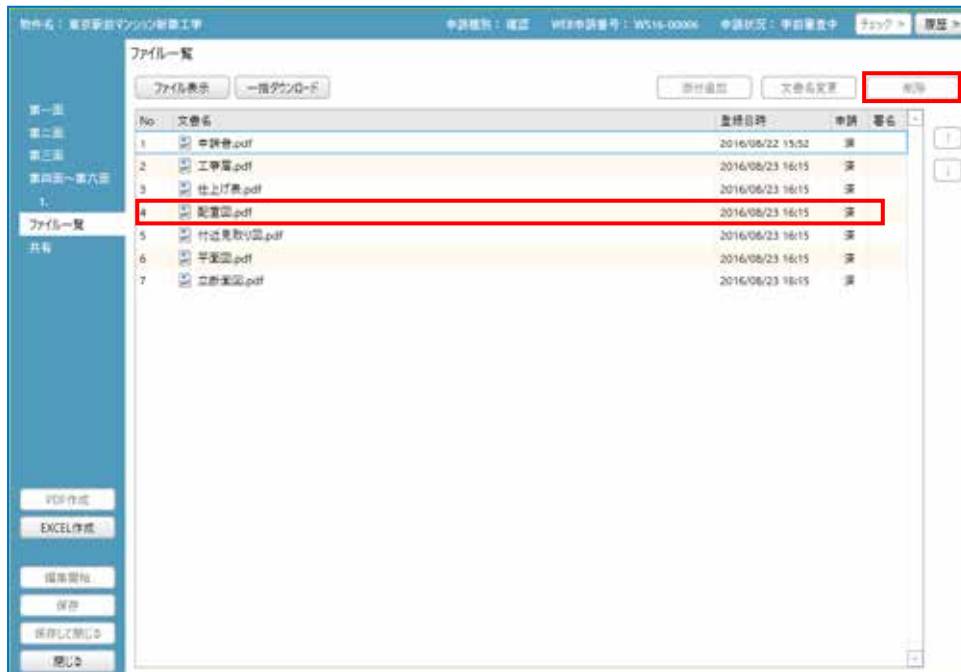 物件名：東京駅前マンション新築工事 申請種別：確認 WEB申請番号：WS16-00006 申請状況：事前審査中 チェック > 履歴 >
ファイル一覧
ファイル表示 一括ダウンロード 添付追加 文書名変更 削除
第一面
第二面
第三面
第四面～第六面
1.
ファイル一覧
共有
No 文書名 登録日時 申請 署名
1 申請書.pdf 2016/08/22 15:52 済
2 工事届.pdf 2016/08/23 16:15 済
3 仕上げ表.pdf 2016/08/23 16:15 済
4 配置図.pdf 2016/08/23 16:15 済
5 付近見取り図.pdf 2016/08/23 16:15 済
6 平面図.pdf 2016/08/23 16:15 済
7 立断面図.pdf 2016/08/23 16:15 済
↑
↓
PDF作成
EXCEL作成
編集開始
保存
保存して閉じる
閉じる